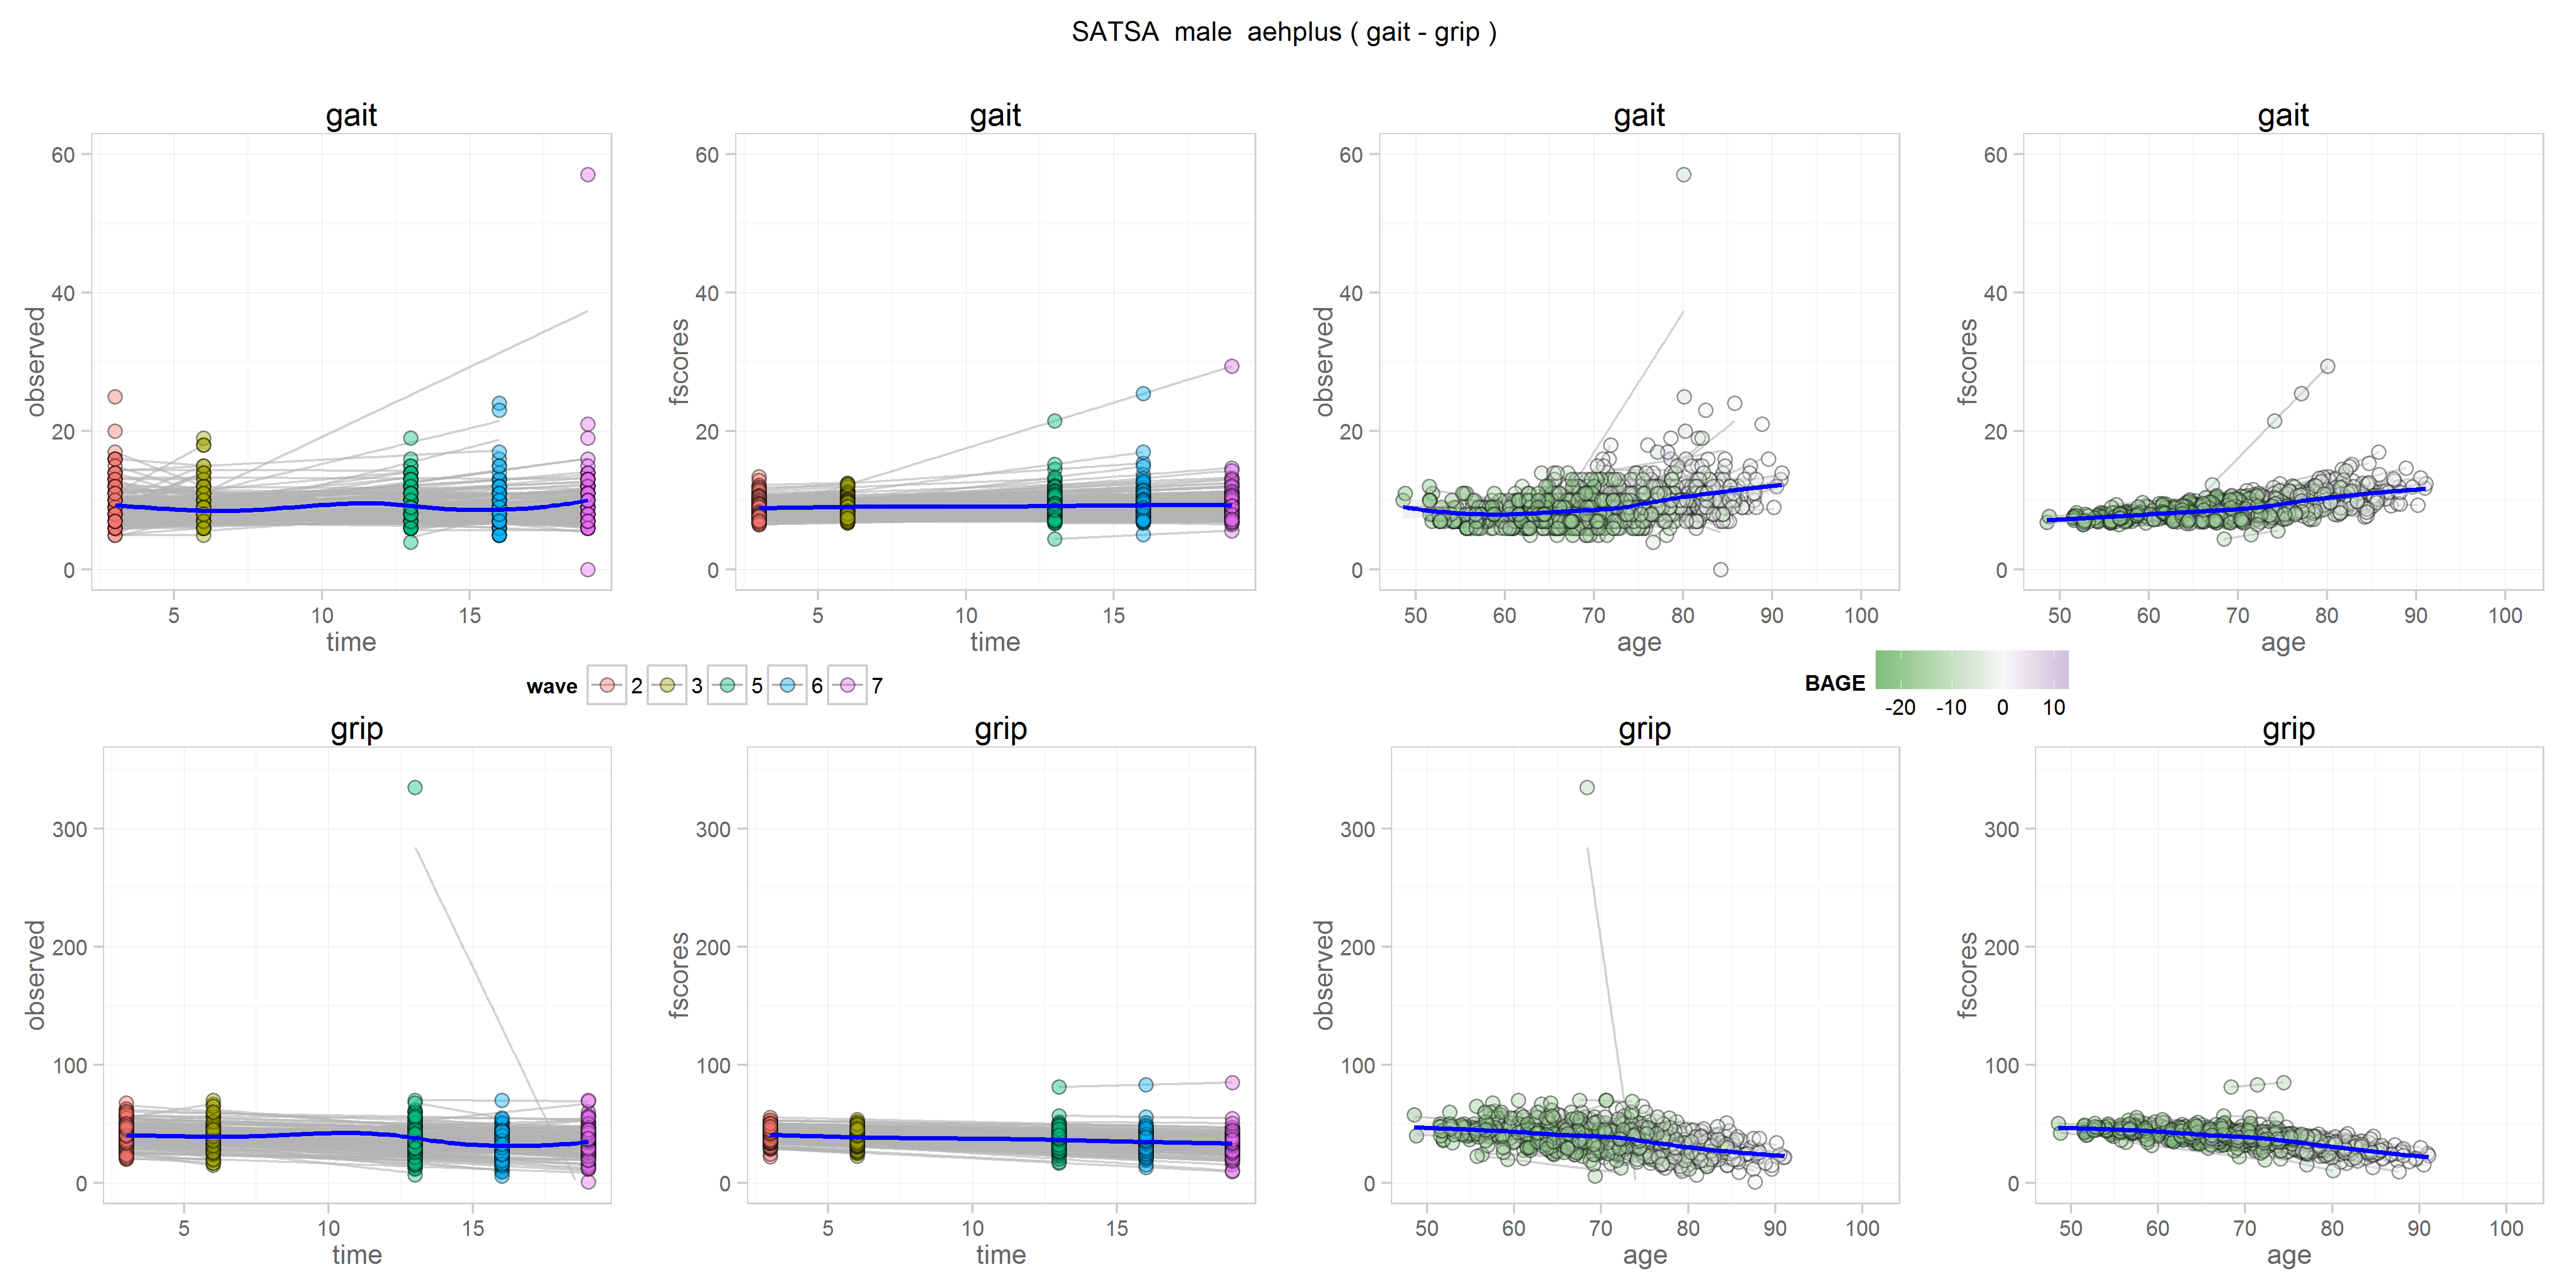 SATSA male aehplus ( gait - grip )
gait gait gait gait
60 60 60 60
40 40 40 40
20 20 20 20
0 0 0 0
observed fscores observed fscores
5 10 15 5 10 15 50 60 70 80 90 100 50 60 70 80 90 100
time time age age
wave 2 3 5 6 7
BAGE
-20 -10 0 10
grip grip grip grip
300 300 300 300
200 200 200 200
100 100 100 100
0 0 0 0
observed fscores observed fscores
5 10 15 5 10 15 50 60 70 80 90 100 50 60 70 80 90 100
time time age age